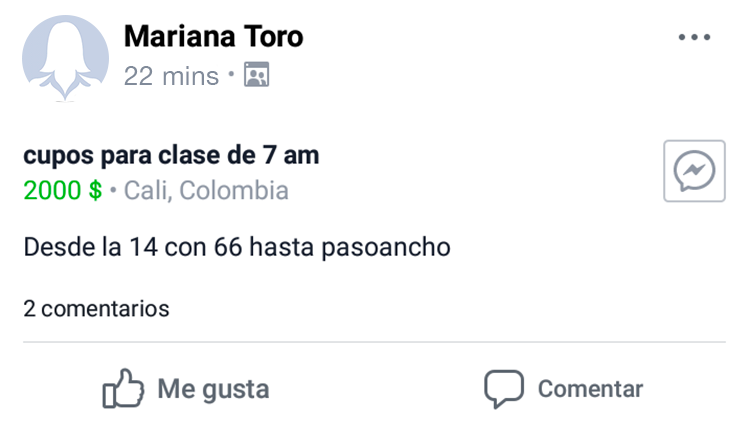 Mariana Toro
22 mins •
cupos para clase de 7 am
2000 $ • Cali, Colombia
Desde la 14 con 66 hasta pasoancho
2 comentarios
Me gusta
Comentar